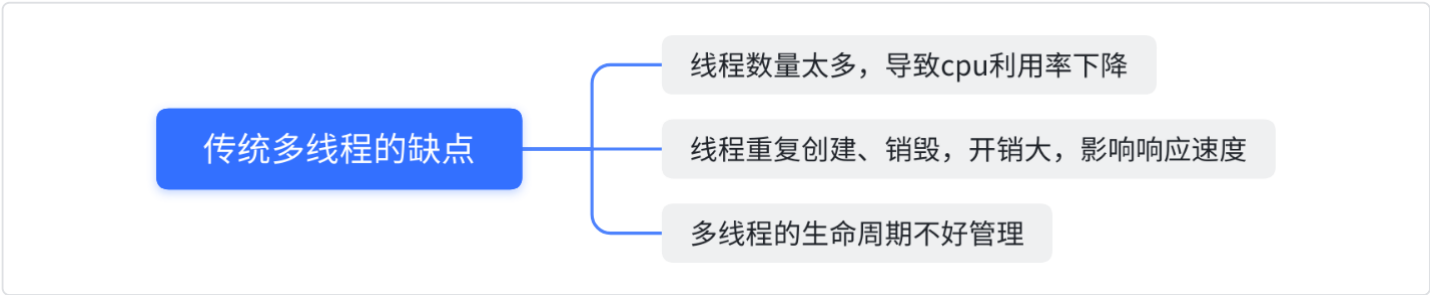 传统多线程的缺点
线程数量太多，导致cpu利用率下降
线程重复创建、销毁，开销大，影响响应速度
多线程的生命周期不好管理